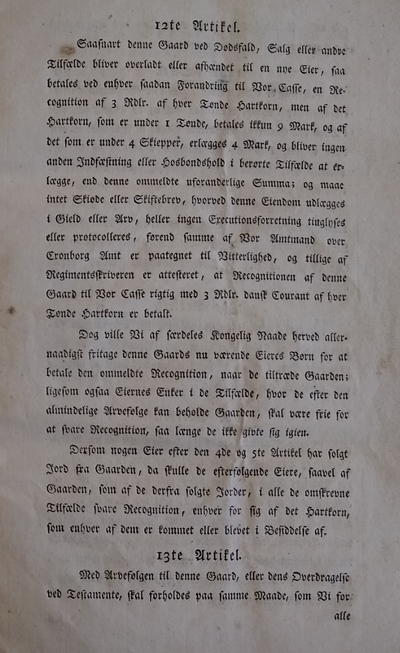 12te Artikel.
Saasnart denne Gaard ved Dødsfald, Salg eller andre
Tilfælde bliver overladt eller afhændet til en nye Eier, saa
betales ved enhver saadan Forandring til Vor Casse, en Re-
cognition af 3 Rdlr. af hver Tønde Hartkorn, men af det
Hartkorn, som er under 1 Tønde, betales ikkun 9 Mark, og af
det som er under 4 Skiepper, erlægges 4 Mark, og bliver ingen
anden Indfæstning eller Hosbondshold i berørte Tilfælde at er-
lægge, end denne ommeldte uforanderlige Summa; og maae
intet Skiøde eller Skiftebrev, hvorved denne Eiendom udlægges
i Gield eller Arv, heller ingen Executionsforretning tinglyses
eller protocolleres, førend samme af Vor Amtmand over
Cronborg Amt er paategnet til Vitterlighed, og tillige af
Regimentsskriveren er attesteret, at Recognitionen af denne
Gaard til Vor Casse rigtig med 3 Rdlr. dansk Courant af hver
Tønde Hartkorn er betalt.
Dog ville Vi af særdeles Kongelig Naade herved aller-
naadigst fritage denne Gaards nu værende Eieres Børn for at
betale den ommeldte Recognition, naar de tiltræde Gaarden;
ligesom ogsaa Eiernes Enker i de Tilfælde, hvor de efter den
almindelige Arvefølge kan beholde Gaarden, skal være frie for
at svare Recognition, saa længe de ikke givte sig igien.
Dersom nogen Eier efter den 4de og 5te Artikel har solgt
Jord fra Gaarden, da skulle de efterfølgende Eiere, saavel af
Gaarden, som af de derfra solgte Jorder, i alle de omskrevne
Tilfælde svare Recognition, enhver for sig af det Hartkorn,
som enhver af dem er kommet eller blevet i Besiddelse af.
13te Artikel.
Med Arvefølgen til denne Gaard, eller dens Overdragelse
ved Testamente, skal forholdes paa samme Maade, som Vi for
alle